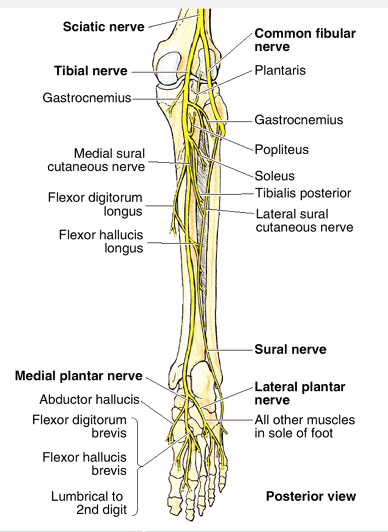 Sciatic nerve
Common fibular
nerve
Tibial nerve
Plantaris
Gastrocnemius
Gastrocnemius
Popliteus
Medial sural
cutaneous nerve
Soleus
Tibialis posterior
Flexor digitorum
longus
Lateral sural
cutaneous nerve
Flexor hallucis
longus
Sural nerve
Medial plantar nerve
Lateral plantar
nerve
Abductor hallucis
Flexor digitorum
brevis
All other muscles
in sole of foot
Flexor hallucis
brevis
Lumbrical to
2nd digit
Posterior view